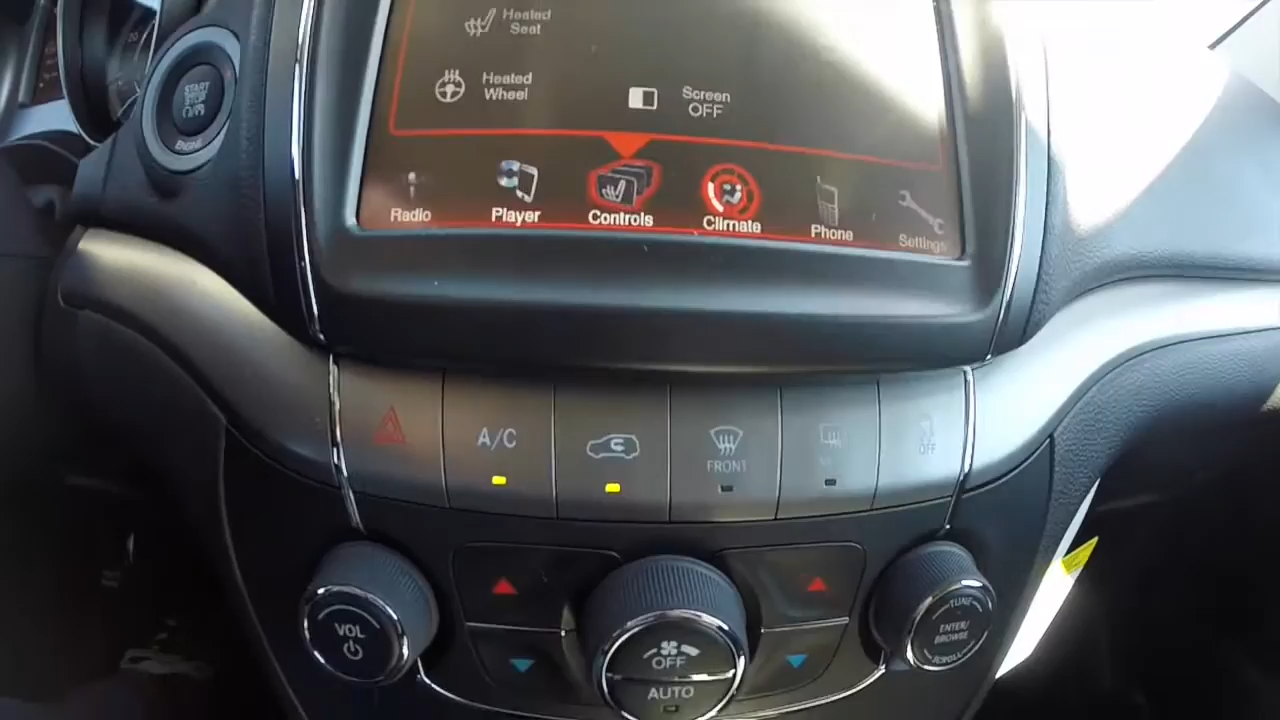 Heated
Seat
Heated
Wheel
Screen
OFF
START
STOP
ENGINE
Radio
Player
Controls
Climate
Phone
Settings
A/C
FRONT
OFF
VOL
OFF
AUTO
TUNE
ENTER/
BROWSE
SCROLL